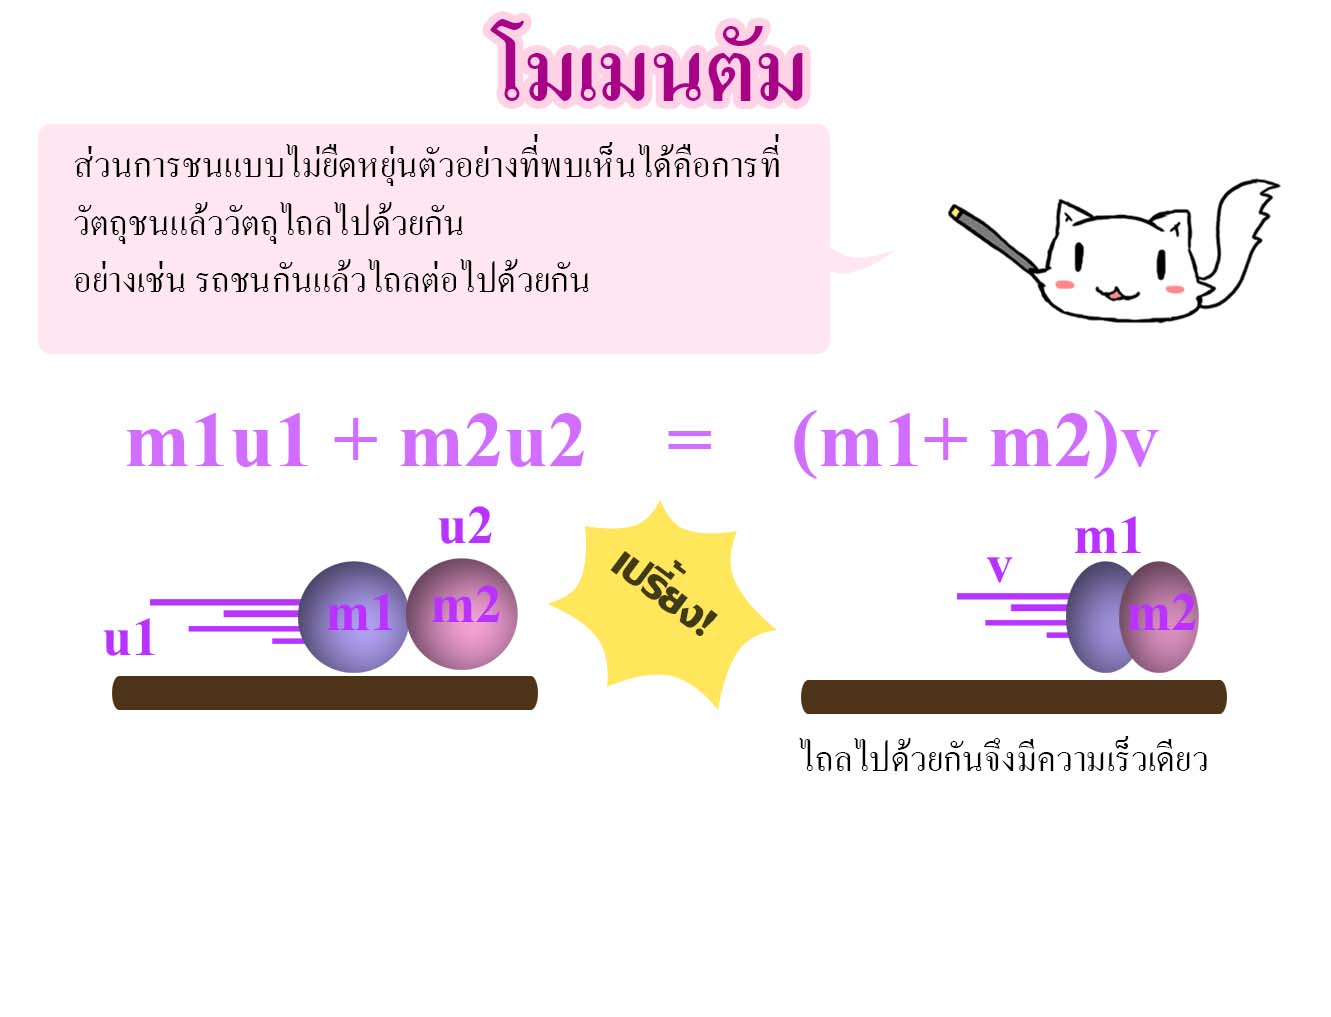 โมเมนตัม
ส่วนการชนแบบไม่ยืดหยุ่นตัวอย่างที่พบเห็นได้คือการที่
วัตถุชนแล้ววัตถุไถลไปด้วยกัน
อย่างเช่น รถชนกันแล้วไถลต่อไปด้วยกัน
m1u1 + m2u2 = (m1+ m2)v
u2
m1
m2
u1
เปรี้ยง!
m1
v
m2
ไถลไปด้วยกันจึงมีความเร็วเดียว